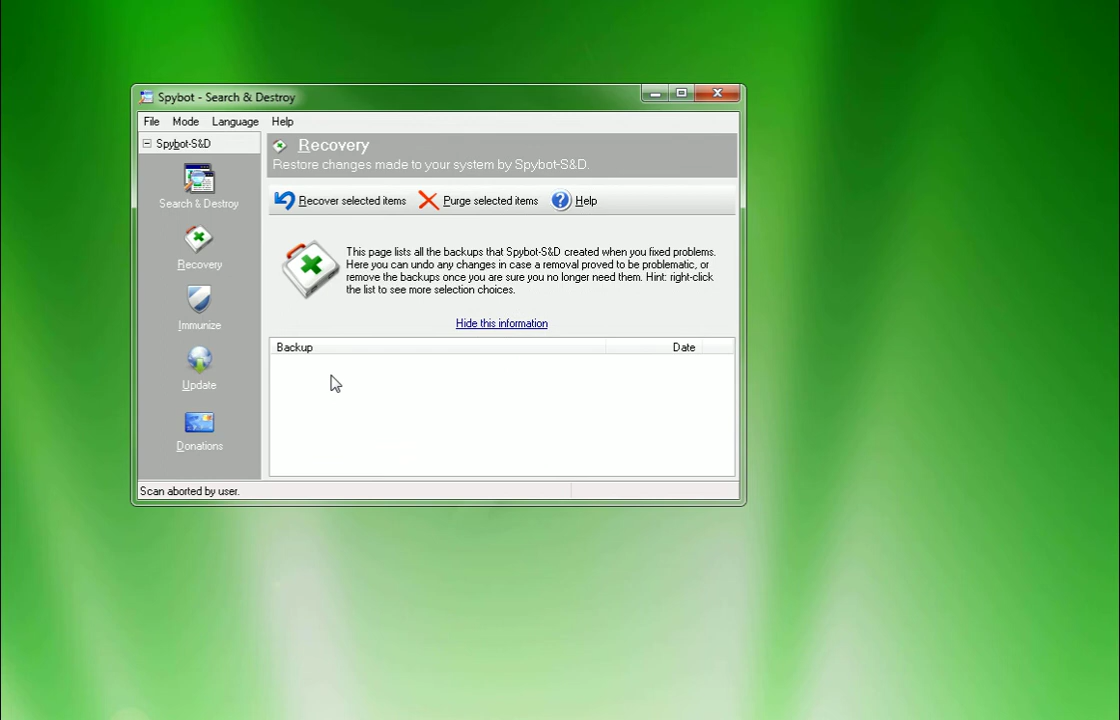 Spybot - Search & Destroy
File Mode Language Help
Spybot-S&D
Search & Destroy
Recovery
Immunize
Update
Donations
Recovery
Restore changes made to your system by Spybot-S&D.
Recover selected items Purge selected items Help
This page lists all the backups that Spybot-S&D created when you fixed problems.
Here you can undo any changes in case a removal proved to be problematic, or
remove the backups once you are sure you no longer need them. Hint: right-click
the list to see more selection choices.
Hide this information
Backup Date
Scan aborted by user.